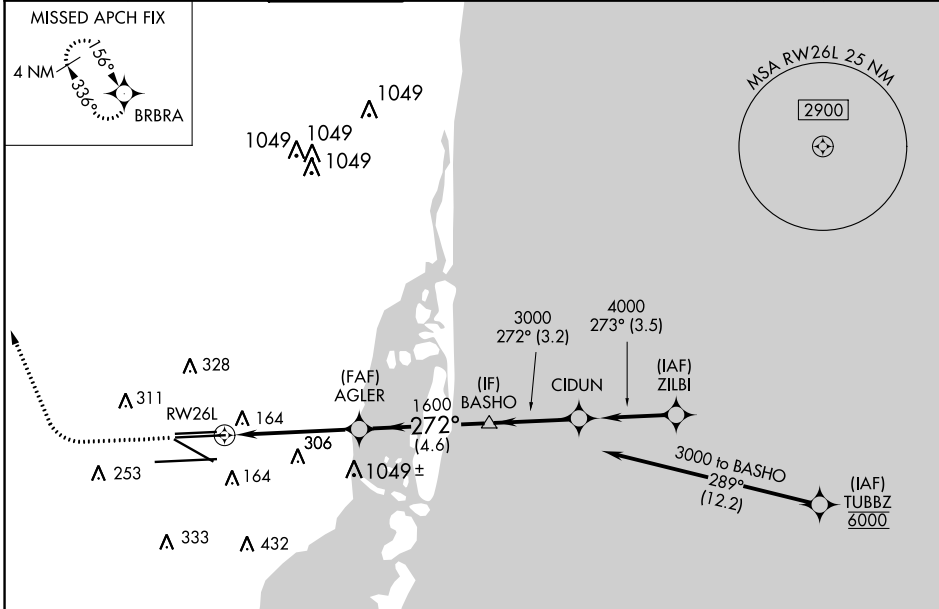 MISSED APCH FIX
156°
4 NM
336°
BRBRA
1049
1049
1049
1049
MSA RW26L 25 NM
2900
3000
272° (3.2)
4000
273° (3.5)
(FAF)
AGLER
1600
272°
(4.6)
(IF)
BASHO
CIDUN
(IAF)
ZILBI
328
311
RW26L
164
306
253
164
1049 ±
333
432
3000 to BASHO
289°
(12.2)
(IAF)
TUBBZ
6000